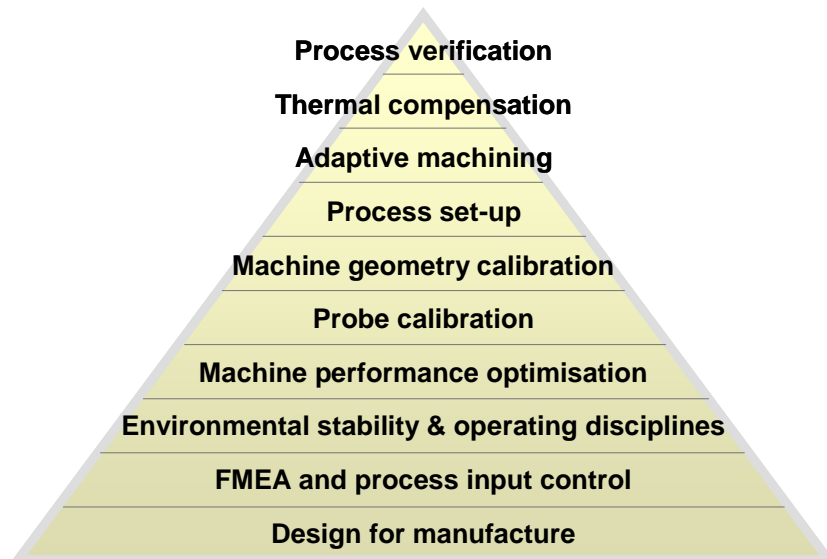 Process verification
Thermal compensation
Adaptive machining
Process set-up
Machine geometry calibration
Probe calibration
Machine performance optimisation
Environmental stability & operating disciplines
FMEA and process input control
Design for manufacture